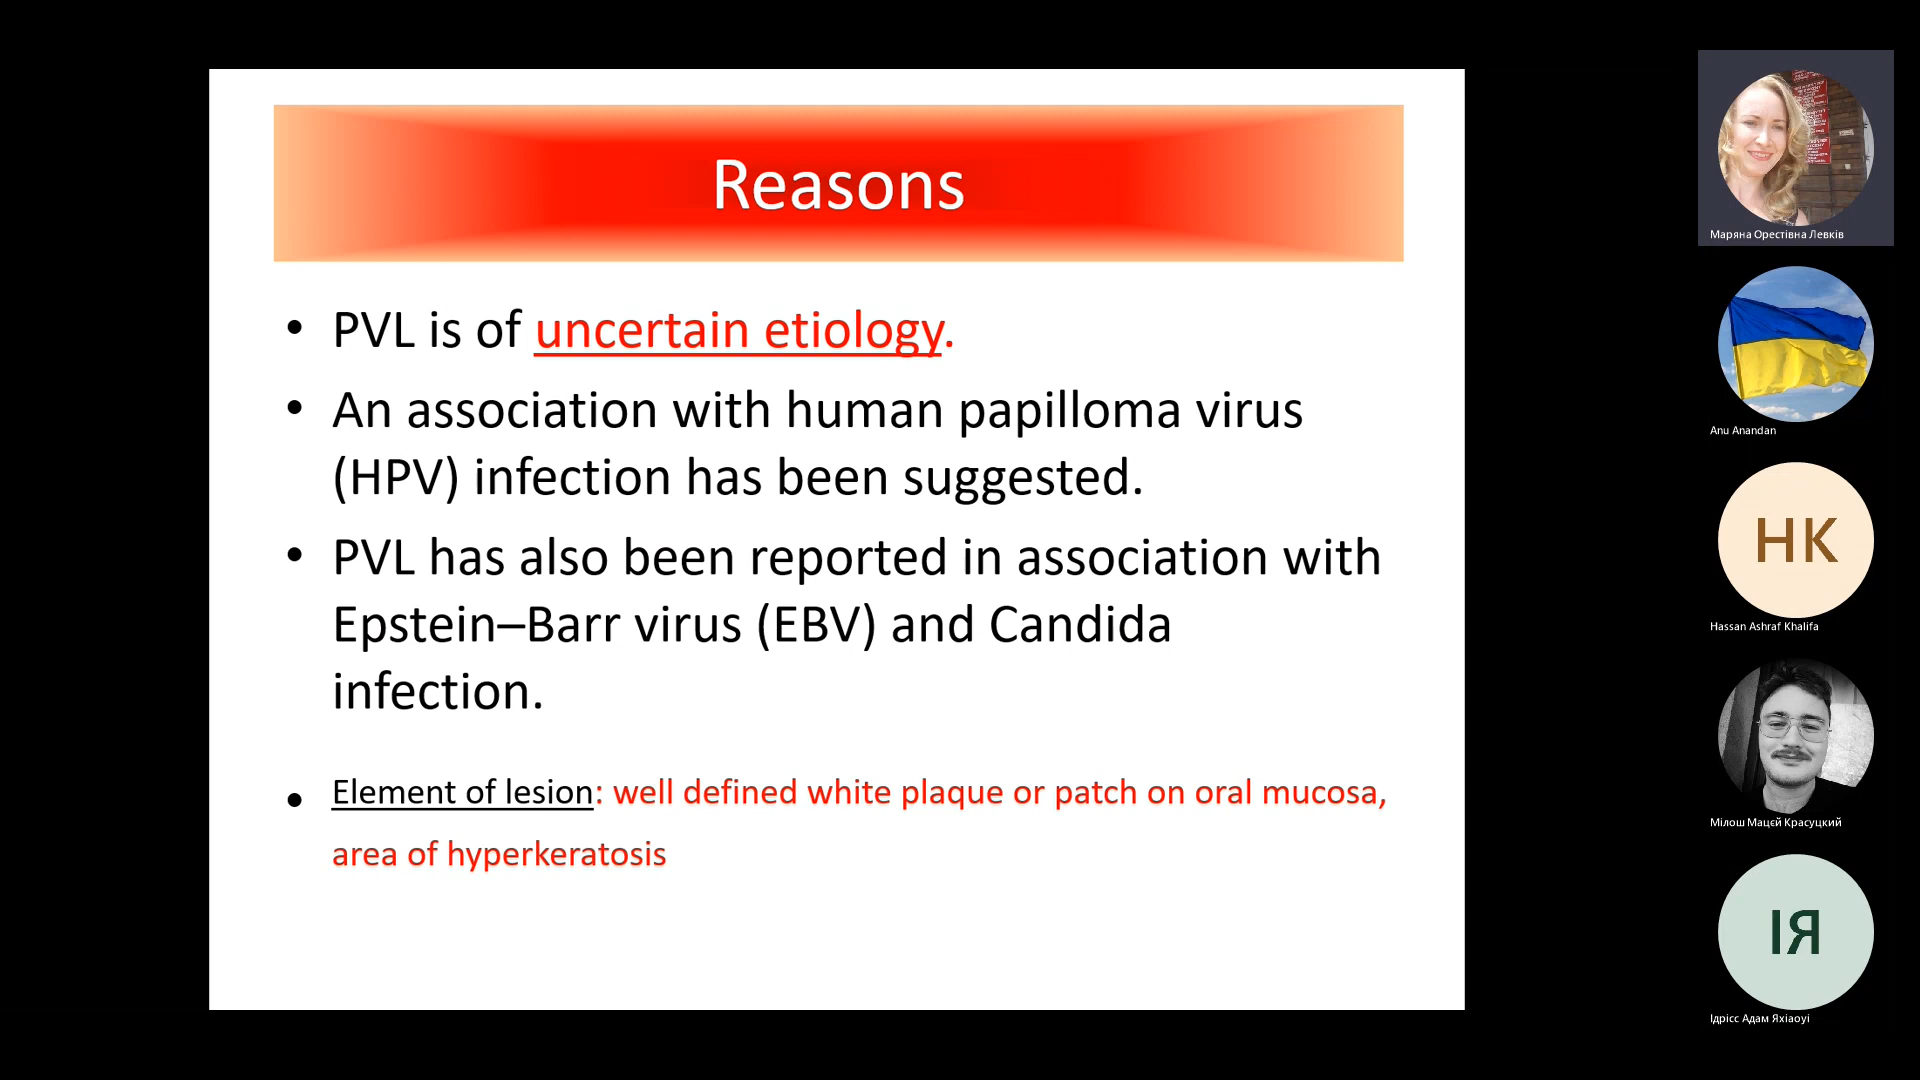 Reasons
• PVL is of uncertain etiology.
• An association with human papilloma virus
(HPV) infection has been suggested.
• PVL has also been reported in association with
Epstein–Barr virus (EBV) and Candida
infection.
• Element of lesion: well defined white plaque or patch on oral mucosa,
area of hyperkeratosis
Маряна Орестівна Левків
Anu Anandan
HK
Hassan Ashraf Khalifa
Мілош Мацєй Красуцкий
ІЯ
Ідрісс Адам Яхіаоуі